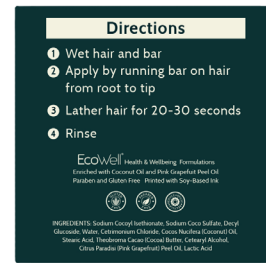 Directions
1 Wet hair and bar
2 Apply by running bar on hair
from root to tip
3 Lather hair for 20-30 seconds
4 Rinse
EcoWell Health & Wellbeing Formulations
Enriched with Coconut Oil and Pink Grapefruit Peel Oil
Paraben and Gluten Free Printed with Soy-Based Ink
INGREDIENTS: Sodium Cocoyl Isethionate, Sodium Coco Sulfate, Decyl
Glucoside, Water, Cetrimonium Chloride, Cocos Nucifera (Coconut) Oil,
Stearic Acid, Theobroma Cacao (Cocoa) Butter, Cetearyl Alcohol,
Citrus Paradisi (Pink Grapefruit) Peel Oil, Lactic Acid